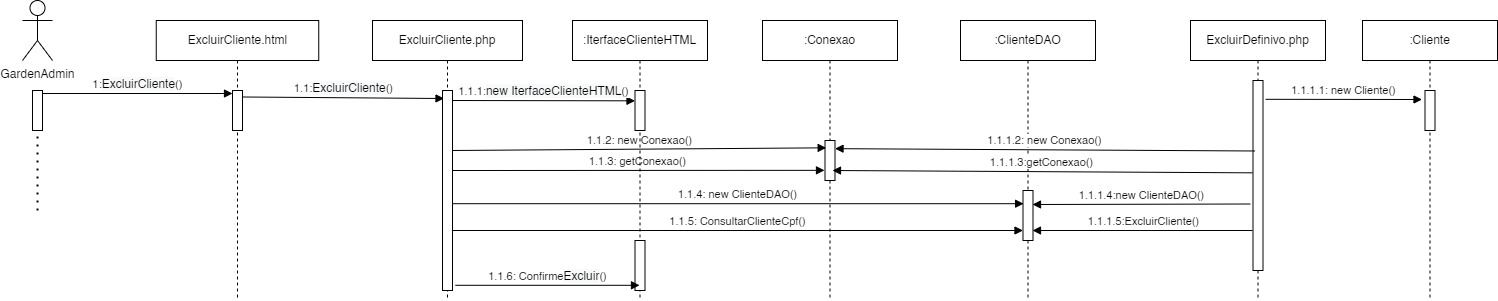 ExcluirCliente.html
ExcluirCliente.php
:IterfaceClienteHTML
:Conexao
:ClienteDAO
ExcluirDefinivo.php
:Cliente
GardenAdmin
1:ExcluirCliente()
1.1:ExcluirCliente()
1.1.1:new IterfaceClienteHTML()
1.1.1.1: new Cliente()
1.1.2: new Conexao()
1.1.1.2: new Conexao()
1.1.3: getConexao()
1.1.1.3:getConexao()
1.1.4: new ClienteDAO()
1.1.1.4:new ClienteDAO()
1.1.5: ConsultarClienteCpf()
1.1.1.5:ExcluirCliente()
1.1.6: ConfirmeExcluir()